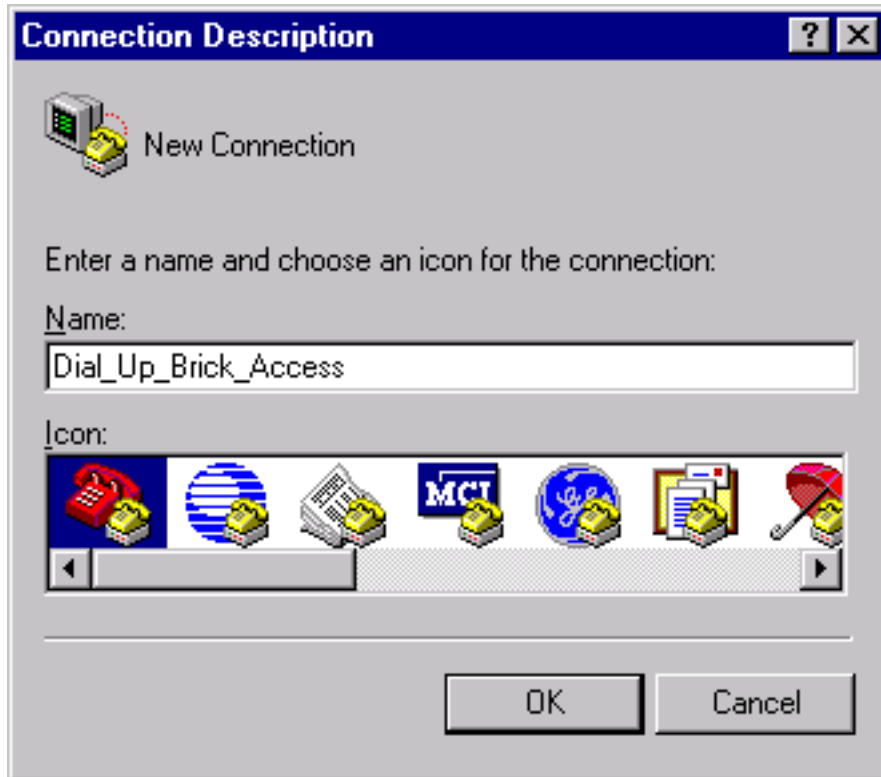 Connection Description
? X
New Connection
Enter a name and choose an icon for the connection:
Name:
Dial_Up_Brick_Access
Icon:
MCI
OK Cancel